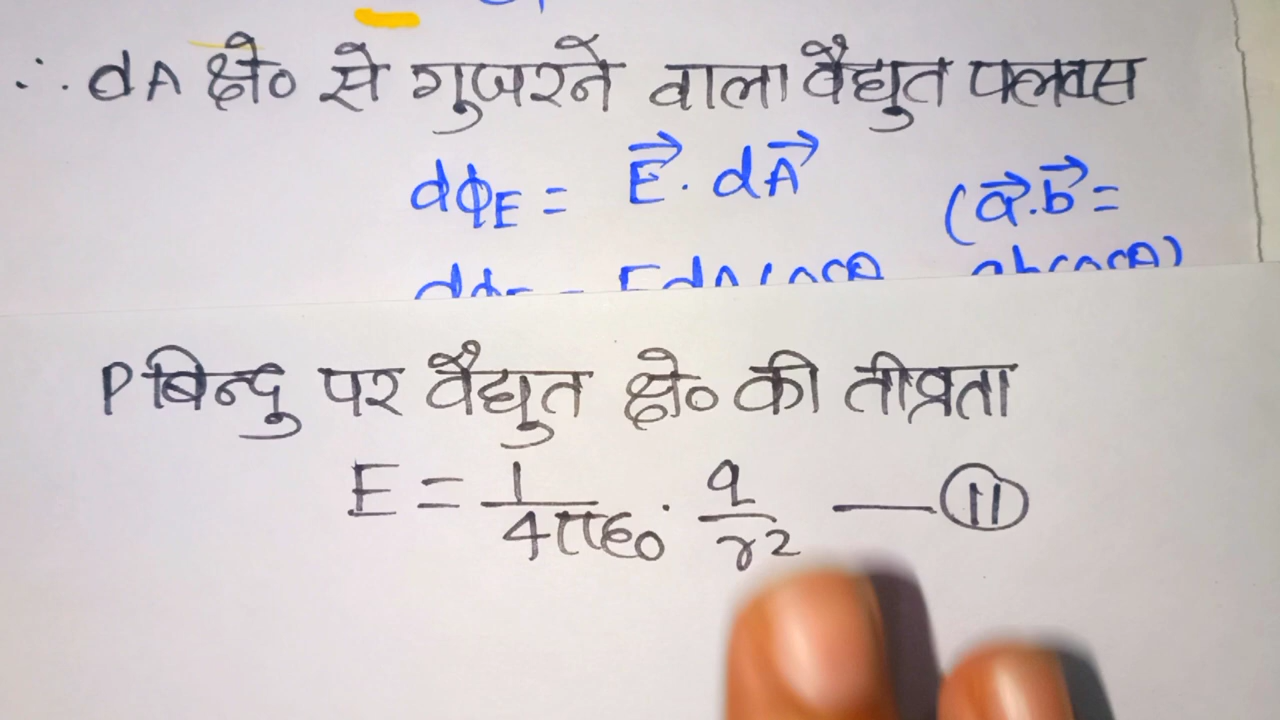 ∴ dA क्षे० से गुजरने वाला वैद्युत फ्लक्स
dϕE = E⃗ . dA⃗ (a⃗.b⃗ =
P बिन्दु पर वैद्युत क्षे० की तीव्रता
E = 1/4πε₀ . q/r² — (11)